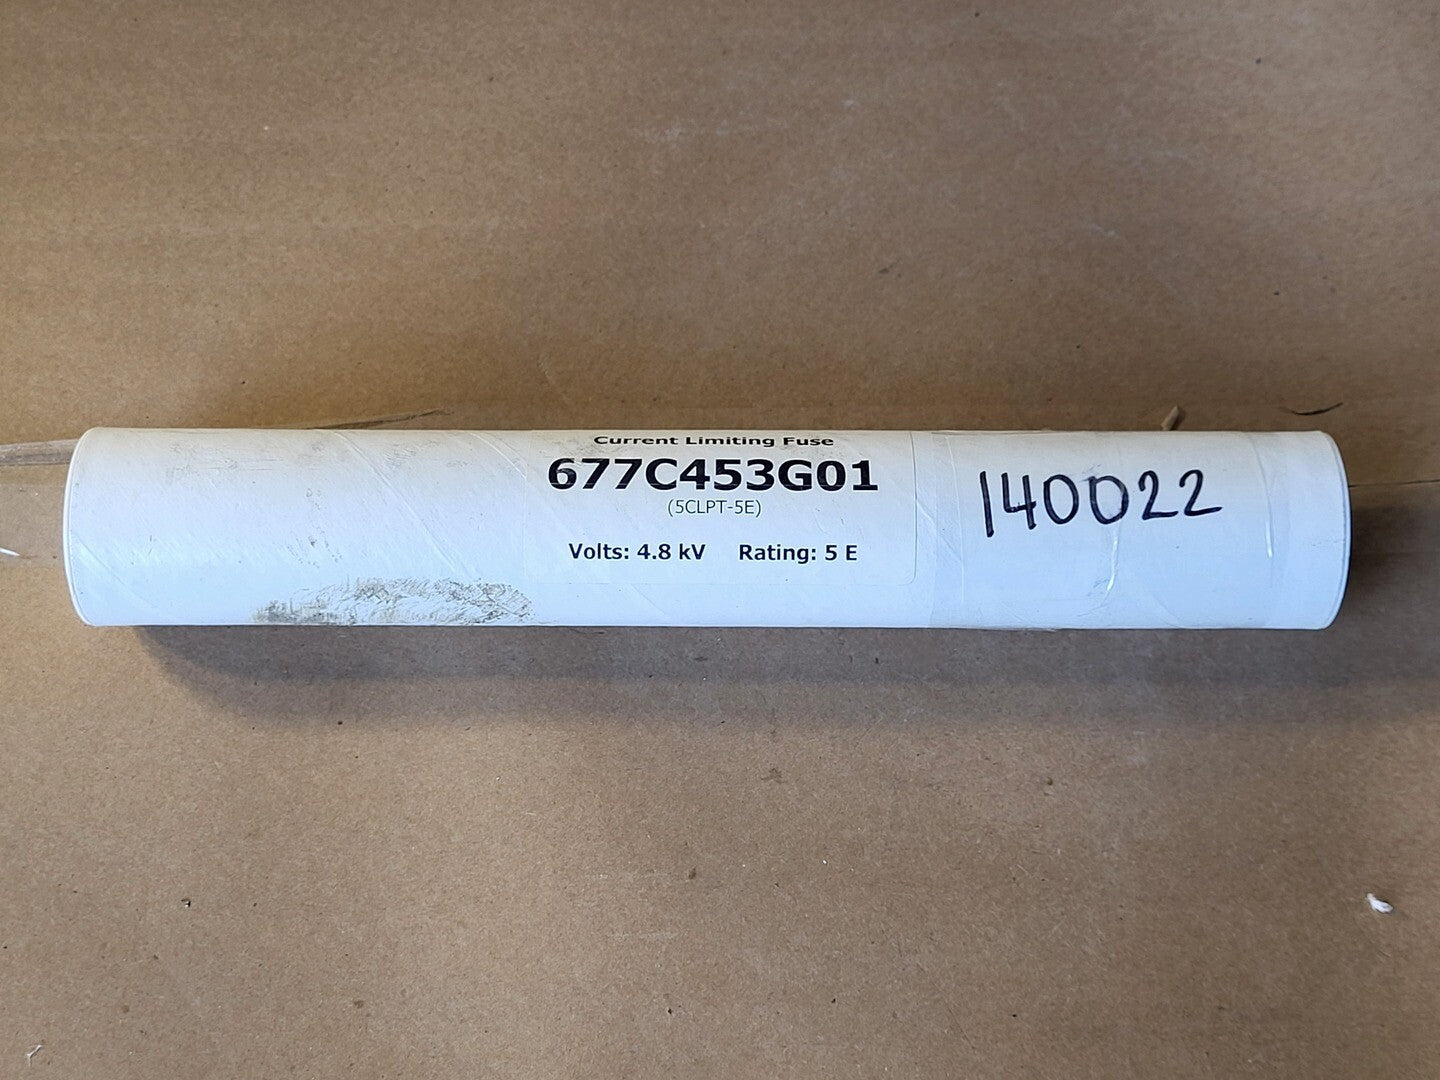 Current Limiting Fuse
677C453G01
(5CLPT-5E)
Volts: 4.8 kV Rating: 5 E
140022